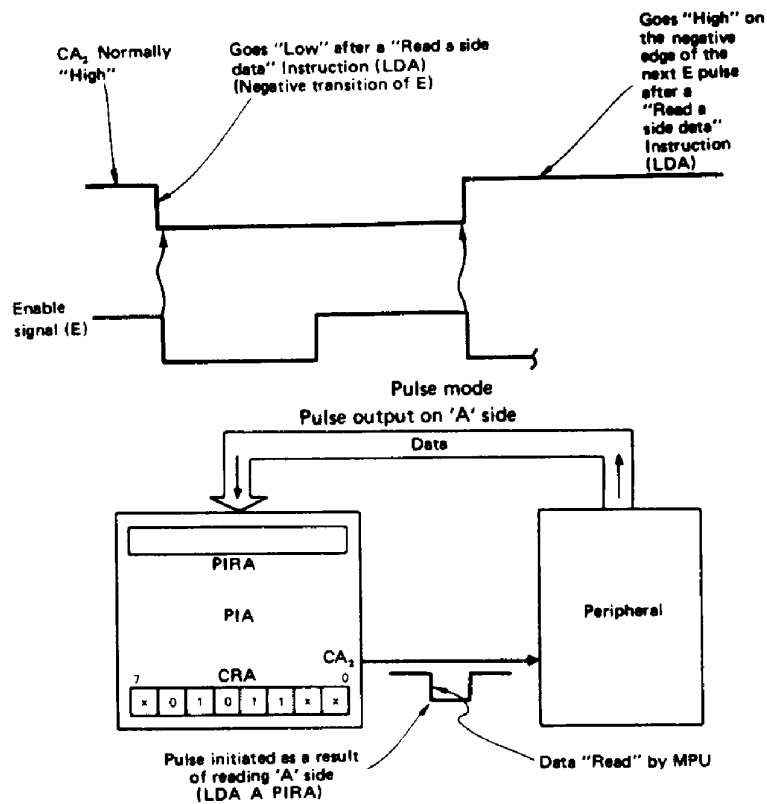 CA₂ Normally
"High"
Goes "Low" after a "Read a side
data" Instruction (LDA)
(Negative transition of E)
Goes "High" on
the negative
edge of the
next E pulse
after a
"Read a
side data"
Instruction
(LDA)
Enable
signal (E)
Pulse mode
Pulse output on 'A' side
Data
PIRA
PIA
CA₂
7 CRA 0
x 0 1 0 1 1 x x
Peripheral
Pulse initiated as a result
of reading 'A' side
(LDA A PIRA)
Data "Read" by MPU